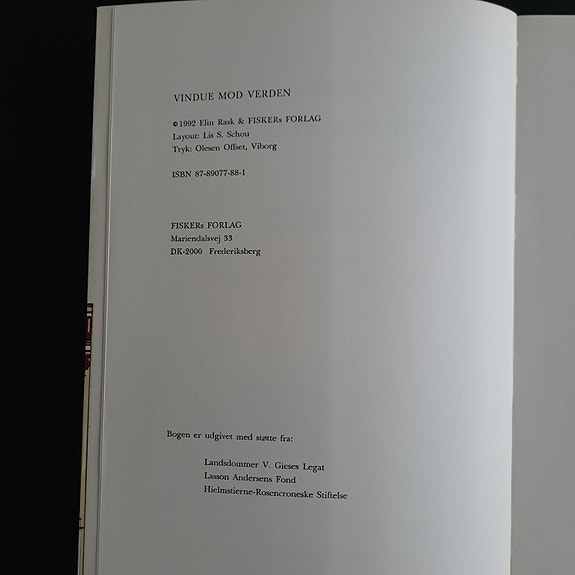 VINDUE MOD VERDEN
© 1992 Elin Rask & FISKERs FORLAG
Layout: Lis S. Schou
Tryk: Olesen Offset, Viborg
ISBN 87-89077-88-1
FISKERs FORLAG
Mariendalsvej 33
DK-2000 Frederiksberg
Bogen er udgivet med støtte fra:
Landsdommer V. Gieses Legat
Lasson Andersens Fond
Hielmstierne-Rosencroneske Stiftelse